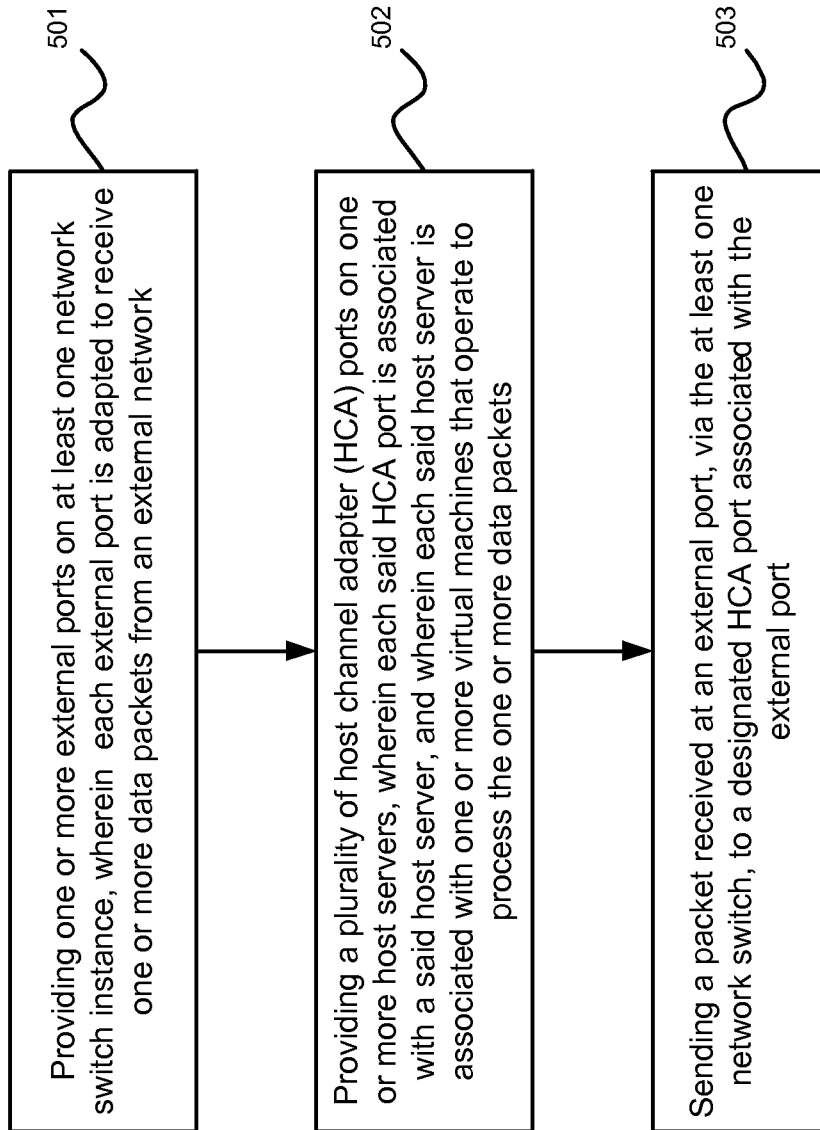 Providing one or more external ports on at least one network
switch instance, wherein each external port is adapted to receive
one or more data packets from an external network
501
Providing a plurality of host channel adapter (HCA) ports on one
or more host servers, wherein each said HCA port is associated
with a said host server, and wherein each said host server is
associated with one or more virtual machines that operate to
process the one or more data packets
502
Sending a packet received at an external port, via the at least one
network switch, to a designated HCA port associated with the
external port
503